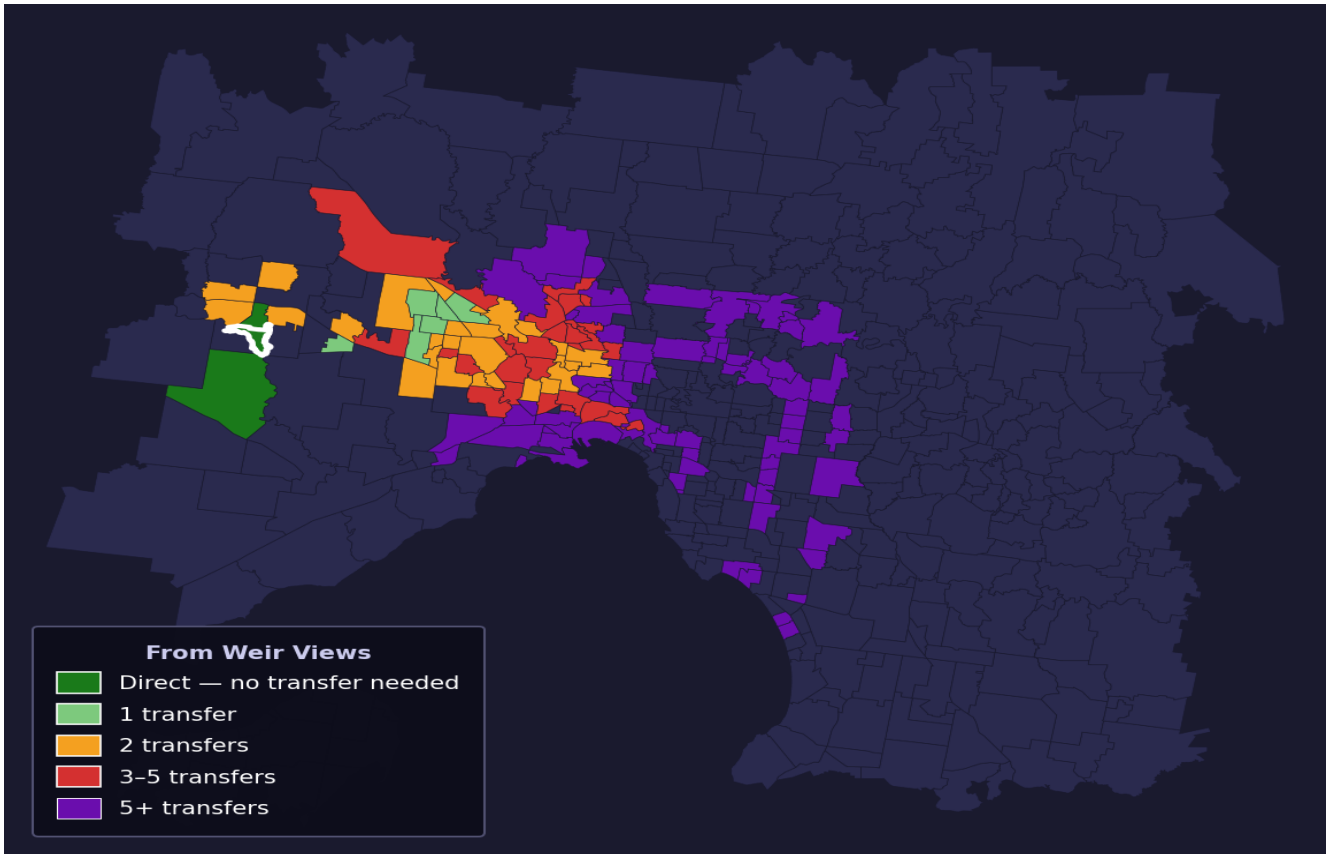 From Weir Views
Direct — no transfer needed
1 transfer
2 transfers
3–5 transfers
5+ transfers